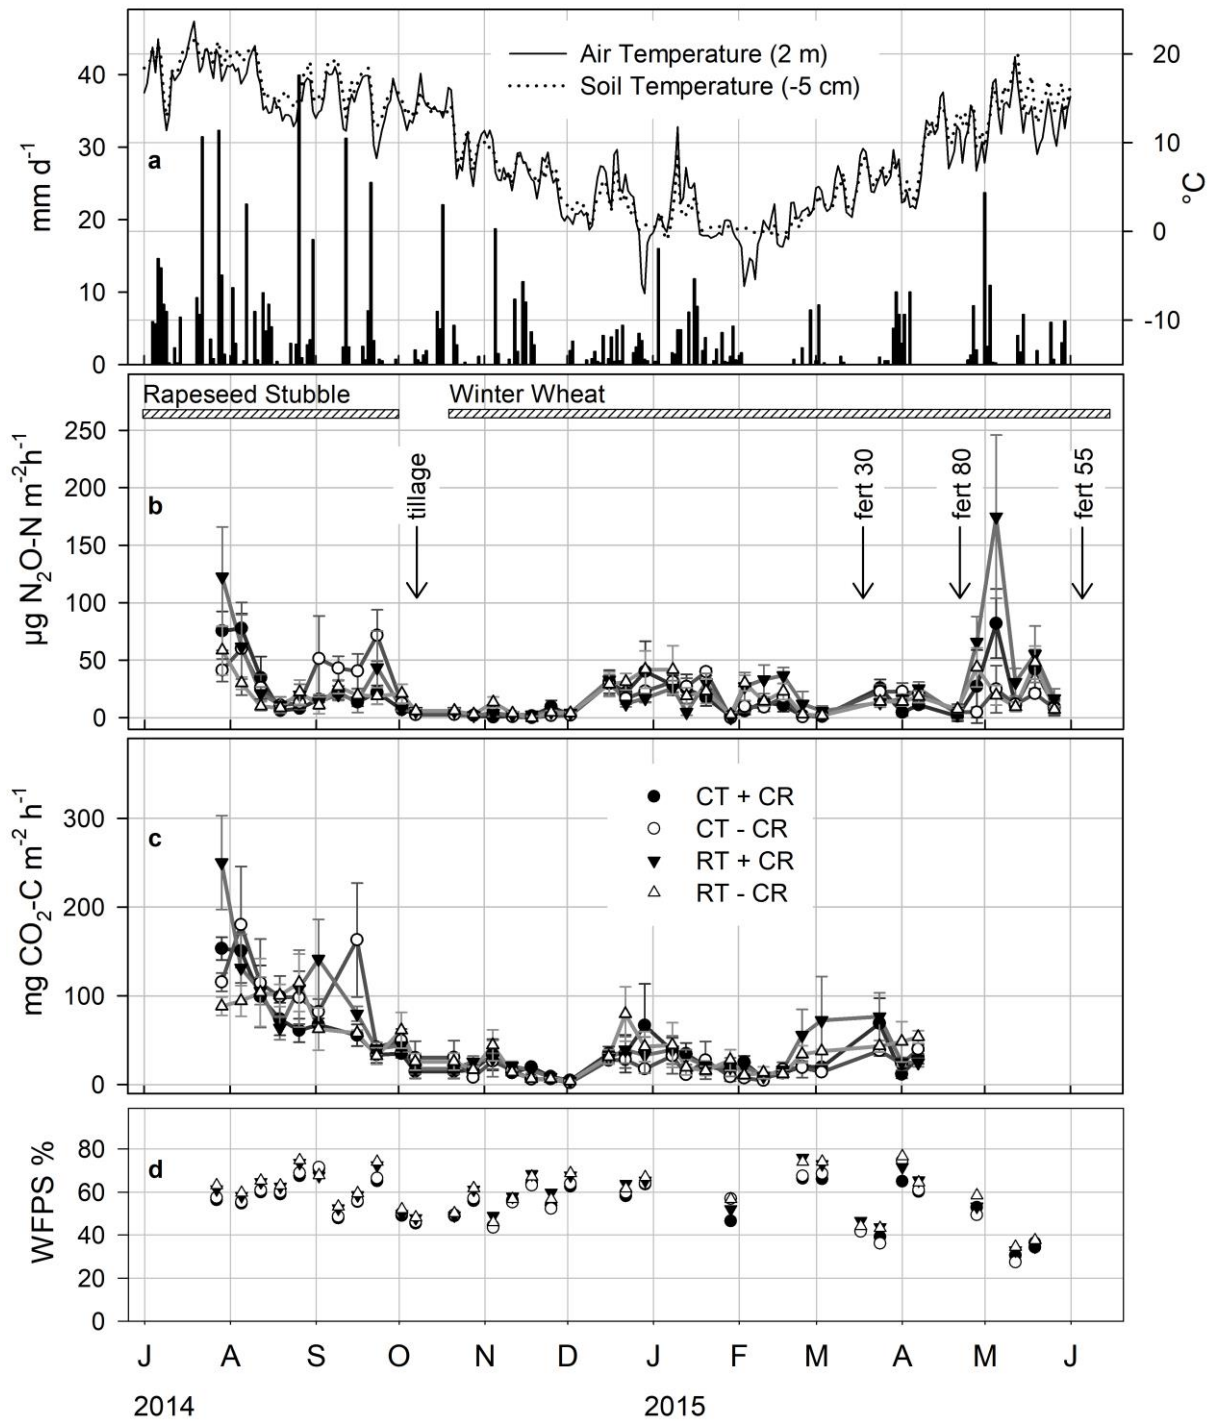 Air Temperature (2 m)
Soil Temperature (-5 cm)
a
mm d-1
40
30
20
10
0
°C
20
10
0
-10
Rapeseed Stubble
Winter Wheat
b
µg N2O-N m-2h-1
250
200
150
100
50
0
tillage
fert 30
fert 80
fert 55
c
mg CO2-C m-2 h-1
300
200
100
0
CT + CR
CT - CR
RT + CR
RT - CR
d
WFPS %
80
60
40
20
0
J A S O N D J F M A M J
2014 2015